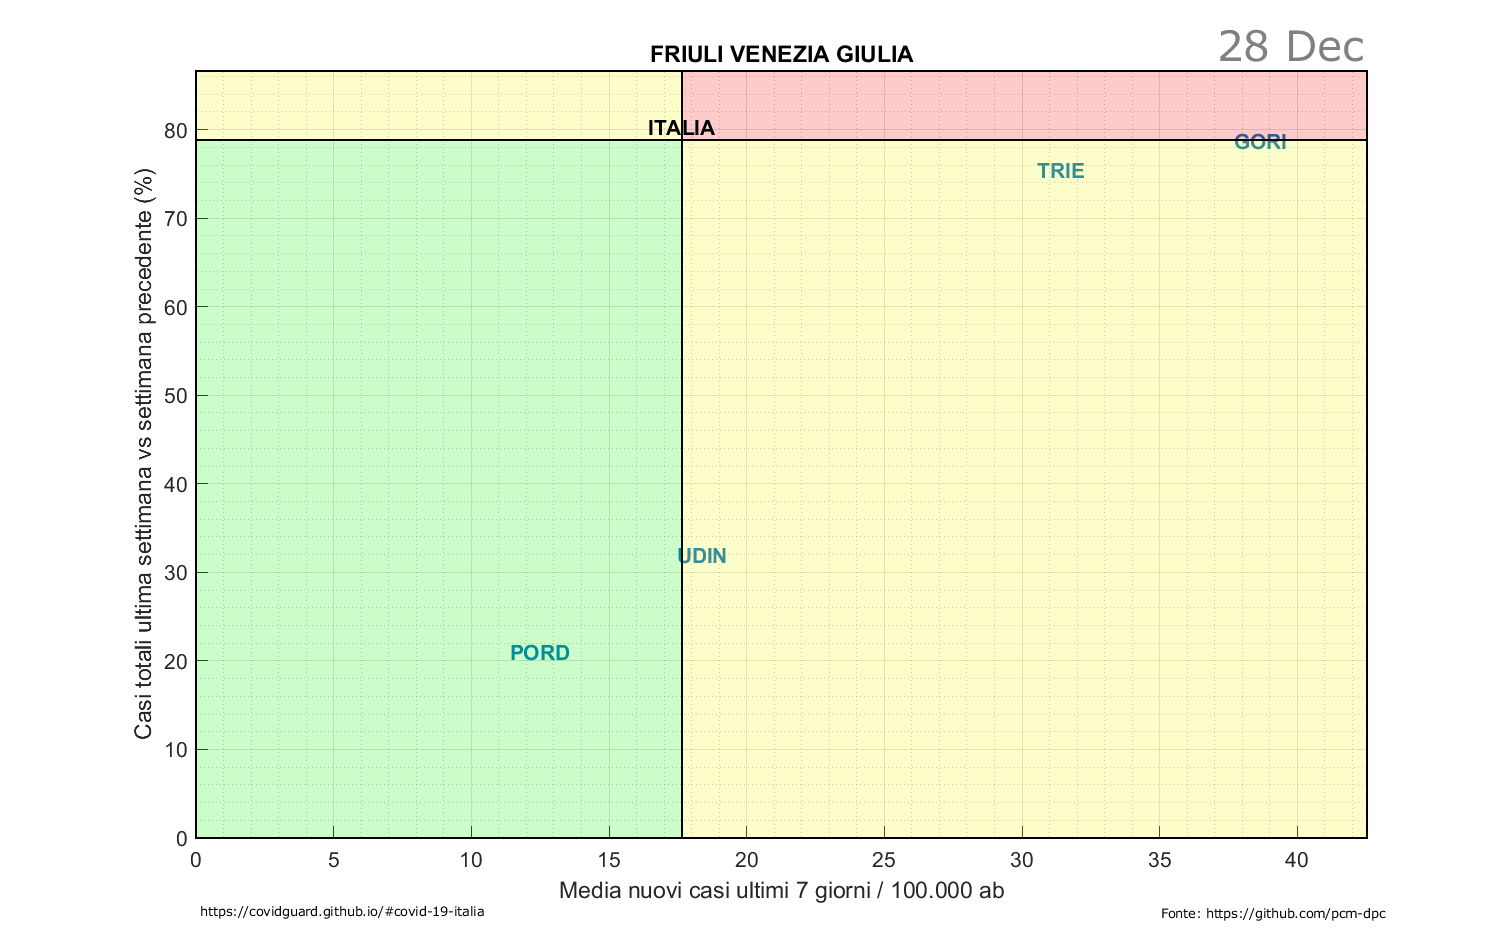 28 Dec
FRIULI VENEZIA GIULIA
Casi totali ultima settimana vs settimana precedente (%)
80
70
60
50
40
30
20
10
0
ITALIA
GORI
TRIE
UDIN
PORD
0 5 10 15 20 25 30 35 40
Media nuovi casi ultimi 7 giorni / 100.000 ab
https://covidguard.github.io/#covid-19-italia
Fonte: https://github.com/pcm-dpc